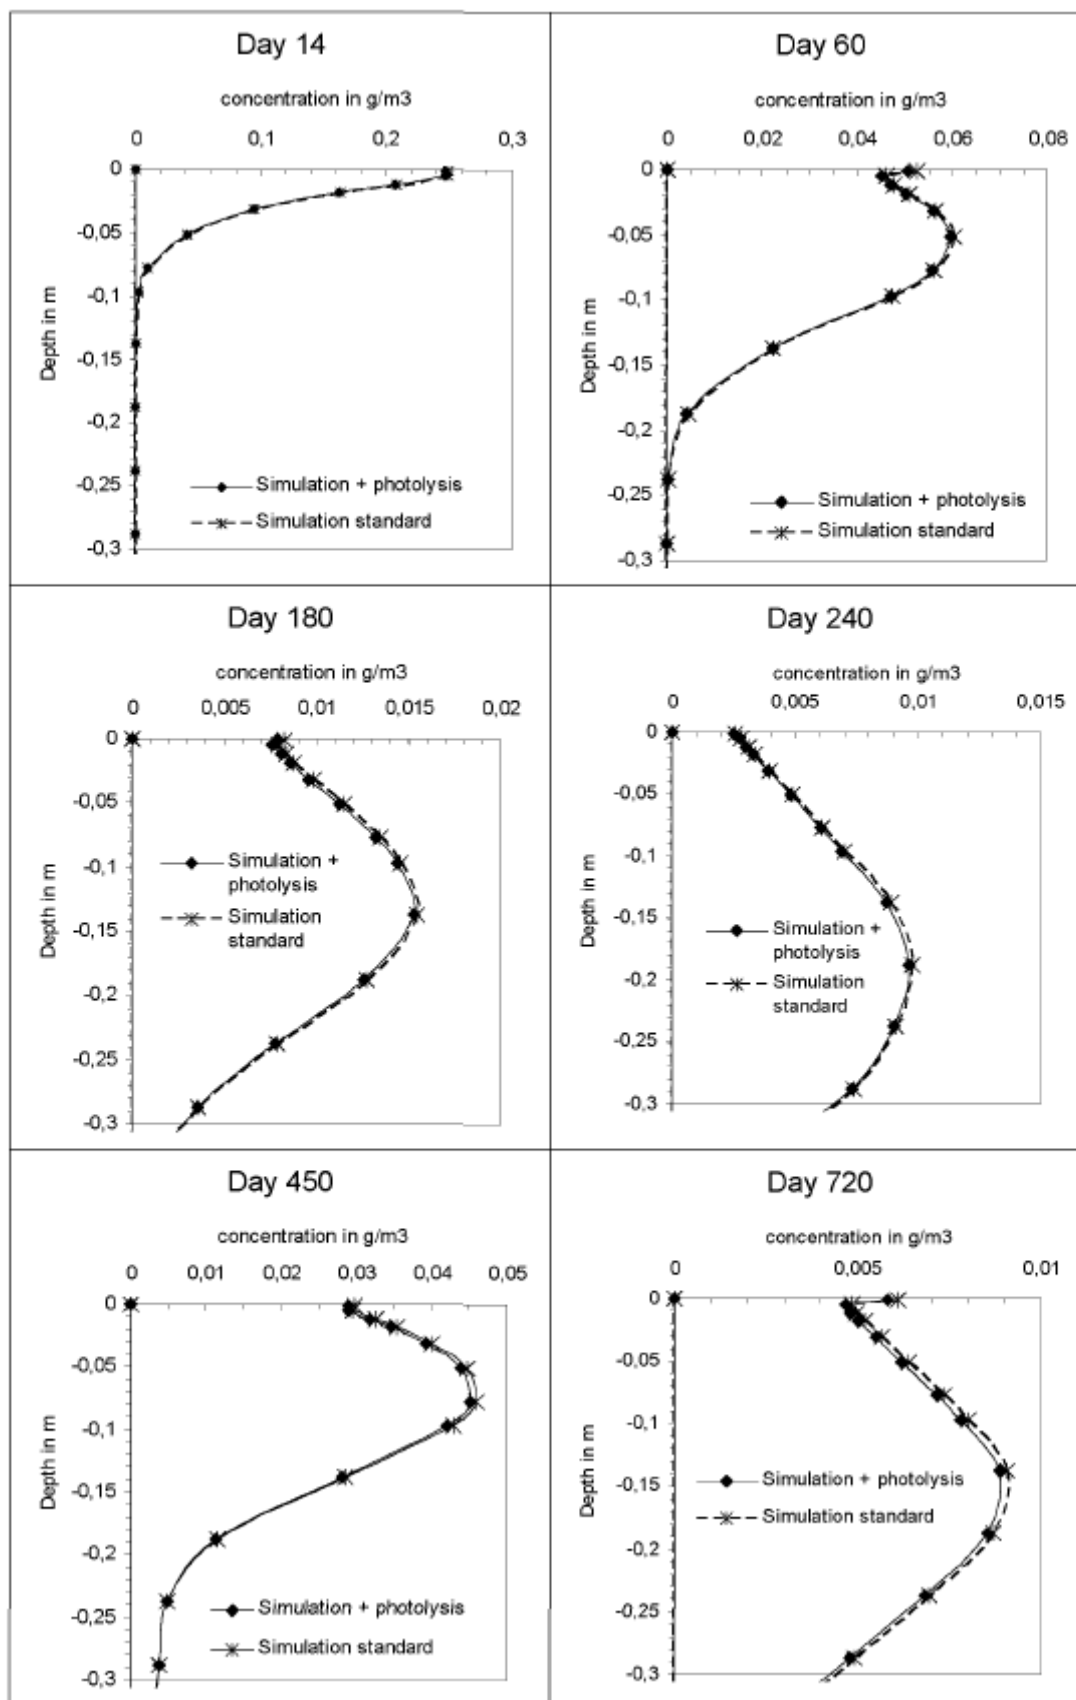 Day 14
concentration in g/m3
0 0,1 0,2 0,3
0
-0,05
-0,1
-0,15
-0,2
-0,25
-0,3
Depth in m
Simulation + photolysis
Simulation standard
Day 60
concentration in g/m3
0 0,02 0,04 0,06 0,08
0
-0,05
-0,1
-0,15
-0,2
-0,25
-0,3
Depth in m
Simulation + photolysis
Simulation standard
Day 180
concentration in g/m3
0 0,005 0,01 0,015 0,02
0
-0,05
-0,1
-0,15
-0,2
-0,25
-0,3
Depth in m
Simulation +
photolysis
Simulation
standard
Day 240
concentration in g/m3
0 0,005 0,010 0,015
0
-0,05
-0,1
-0,15
-0,2
-0,25
-0,3
Depth in m
Simulation +
photolysis
Simulation
standard
Day 450
concentration in g/m3
0 0,01 0,02 0,03 0,04 0,05
0
-0,05
-0,1
-0,15
-0,2
-0,25
-0,3
Depth in m
Simulation + photolysis
Simulation standard
Day 720
concentration in g/m3
0 0,005 0,01
0
-0,05
-0,1
-0,15
-0,2
-0,25
-0,3
Depth in m
Simulation + photolysis
Simulation standard